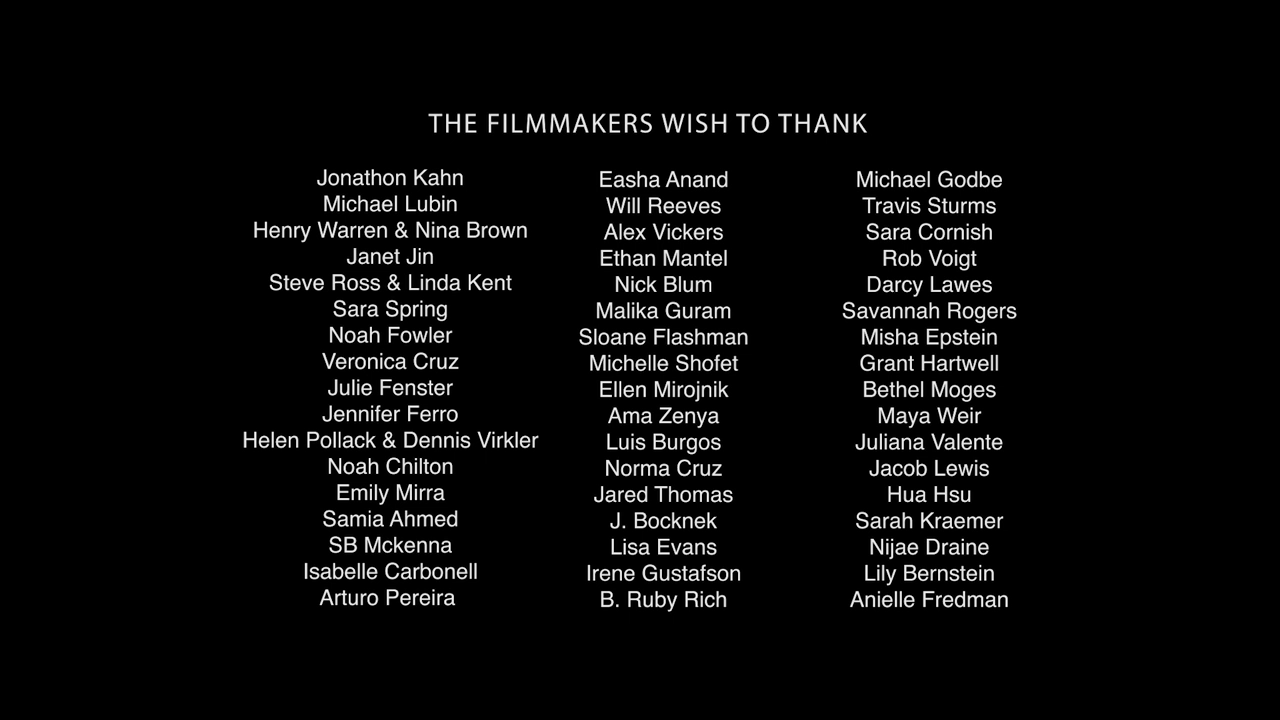 THE FILMMAKERS WISH TO THANK
Jonathon Kahn
Michael Lubin
Henry Warren & Nina Brown
Janet Jin
Steve Ross & Linda Kent
Sara Spring
Noah Fowler
Veronica Cruz
Julie Fenster
Jennifer Ferro
Helen Pollack & Dennis Virkler
Noah Chilton
Emily Mirra
Samia Ahmed
SB Mckenna
Isabelle Carbonell
Arturo Pereira
Easha Anand
Will Reeves
Alex Vickers
Ethan Mantel
Nick Blum
Malika Guram
Sloane Flashman
Michelle Shofet
Ellen Mirojnik
Ama Zenya
Luis Burgos
Norma Cruz
Jared Thomas
J. Bocknek
Lisa Evans
Irene Gustafson
B. Ruby Rich
Michael Godbe
Travis Sturms
Sara Cornish
Rob Voigt
Darcy Lawes
Savannah Rogers
Misha Epstein
Grant Hartwell
Bethel Moges
Maya Weir
Juliana Valente
Jacob Lewis
Hua Hsu
Sarah Kraemer
Nijae Draine
Lily Bernstein
Anielle Fredman